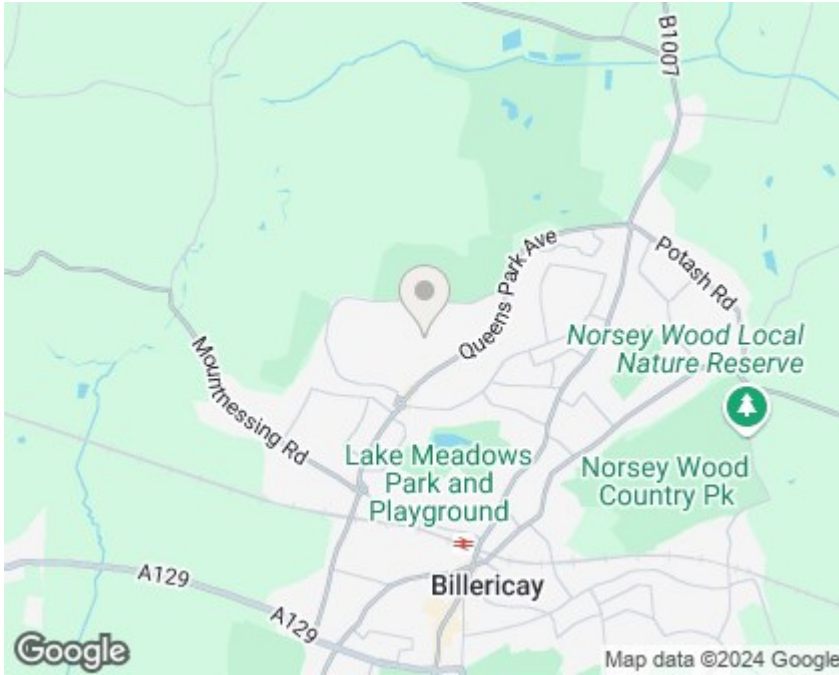 B1007
Queens Park Ave
Potash Rd
Norsey Wood Local
Nature Reserve
Mountnessing Rd
Lake Meadows
Park and
Playground
Norsey Wood
Country Pk
A129
Billericay
A129
Google
Map data ©2024 Google